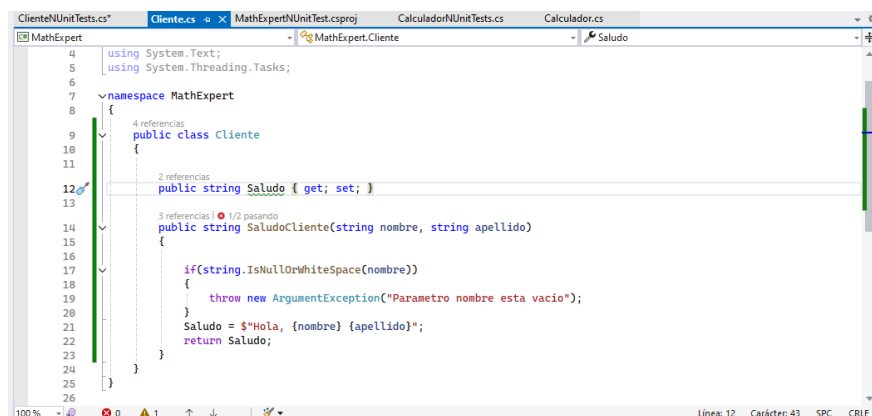 ClienteNUnitTests.cs*
Cliente.cs
MathExpertNUnitTest.csproj
CalculadorNUnitTests.cs
Calculador.cs
MathExpert
MathExpert.Cliente
Saludo
4 using System.Text;
5 using System.Threading.Tasks;
6
7 namespace MathExpert
8 {
4 referencias
9 public class Cliente
10 {
11
2 referencias
12 public string Saludo { get; set; }
13
3 referencias | 1/2 pasando
14 public string SaludoCliente(string nombre, string apellido)
15 {
16
17 if(string.IsNullOrWhiteSpace(nombre))
18 {
19 throw new ArgumentException("Parametro nombre esta vacio");
20 }
21 Saludo = $"Hola, {nombre} {apellido}";
22 return Saludo;
23 }
24 }
25 }
26
100 % 0 1 Línea: 12 Carácter: 43 SPC CRLF